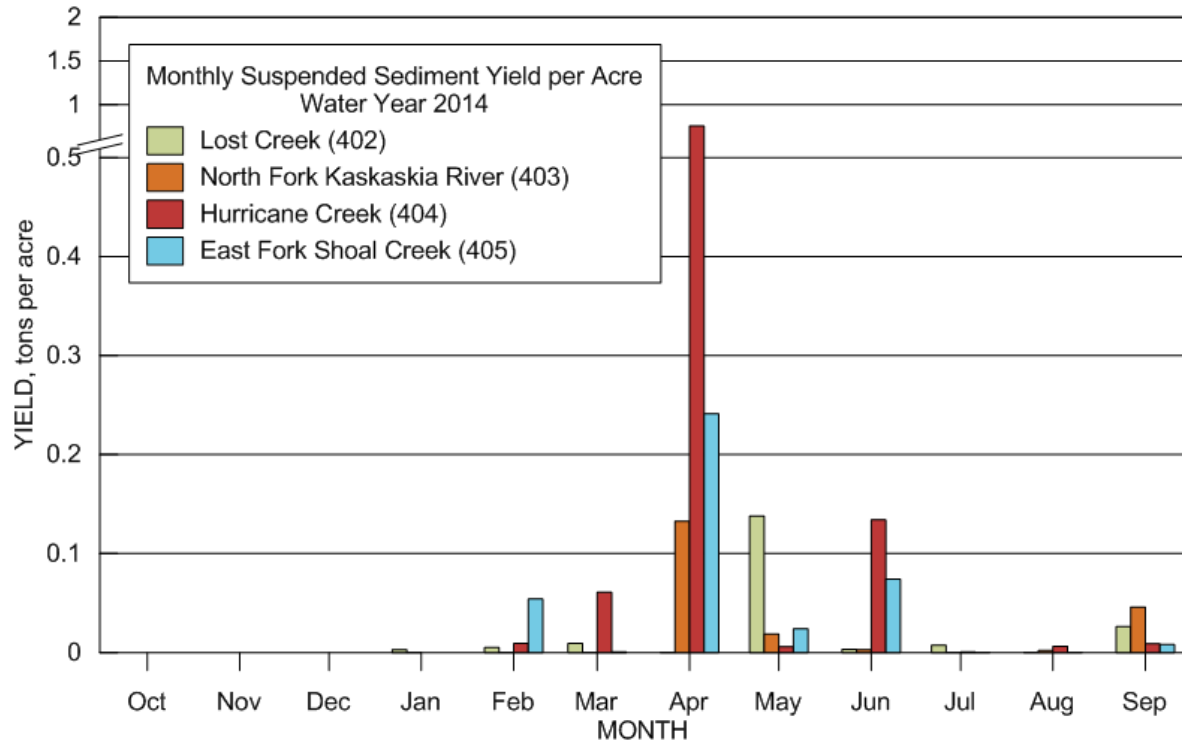 2
1.5
1
0.5
0.4
0.3
0.2
0.1
0
YIELD, tons per acre
Monthly Suspended Sediment Yield per Acre
Water Year 2014
Lost Creek (402)
North Fork Kaskaskia River (403)
Hurricane Creek (404)
East Fork Shoal Creek (405)
Oct Nov Dec Jan Feb Mar Apr May Jun Jul Aug Sep
MONTH